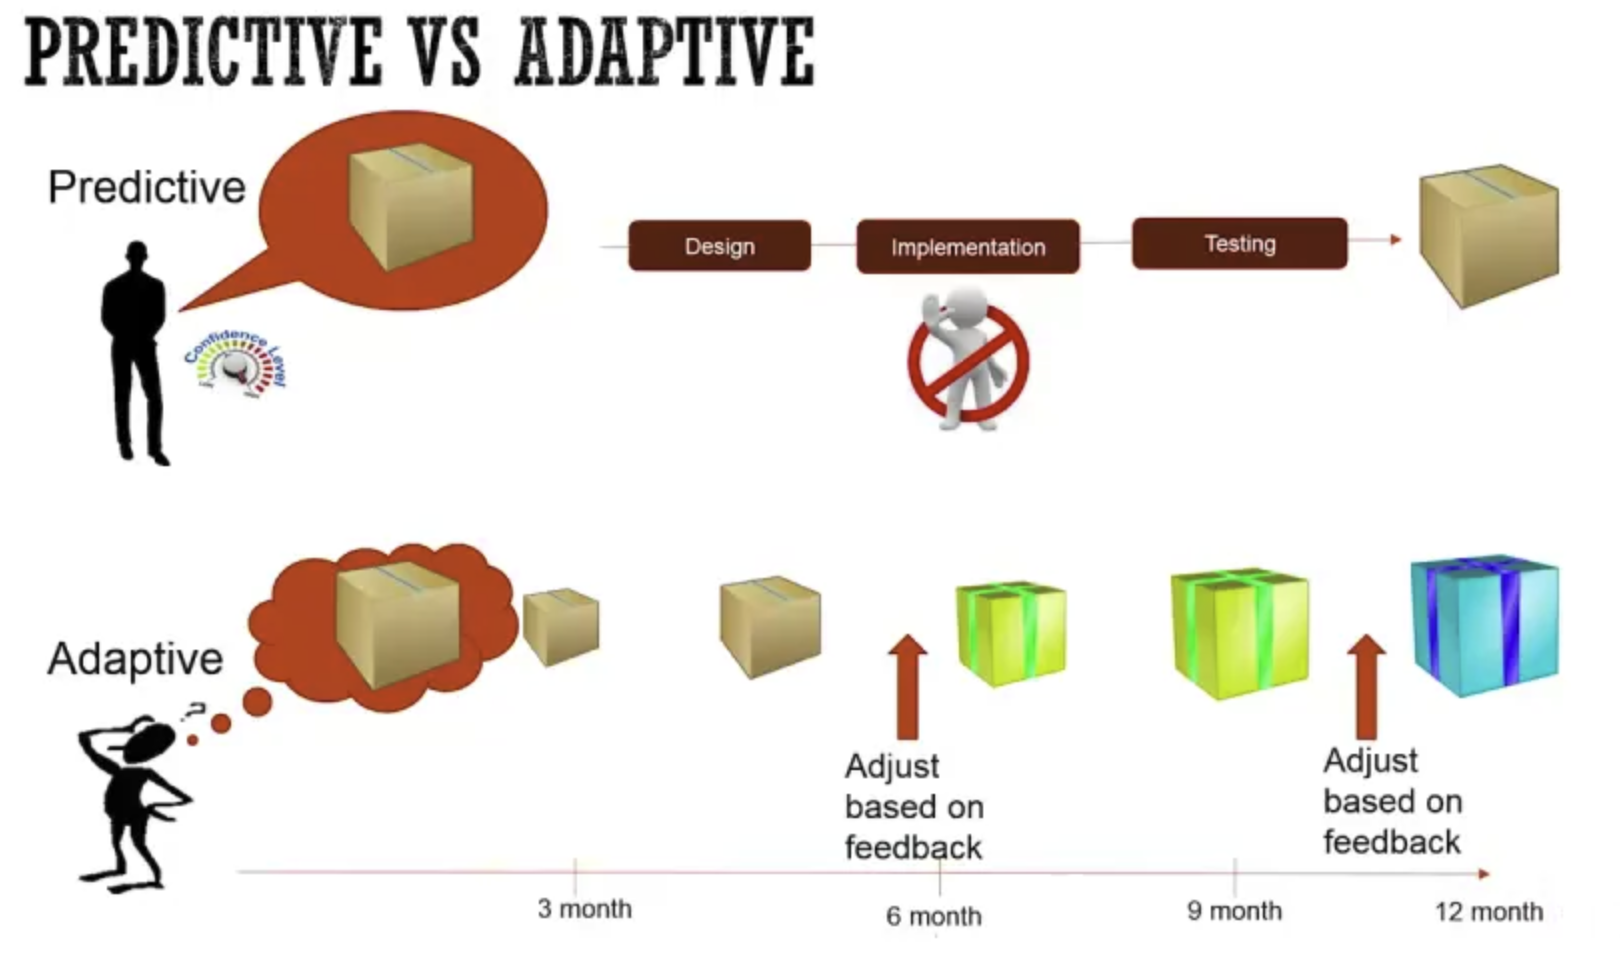 PREDICTIVE VS ADAPTIVE
Predictive
Design
Implementation
Testing
Confidence Level
Adaptive
?
Adjust
based on
feedback
Adjust
based on
feedback
3 month
6 month
9 month
12 month